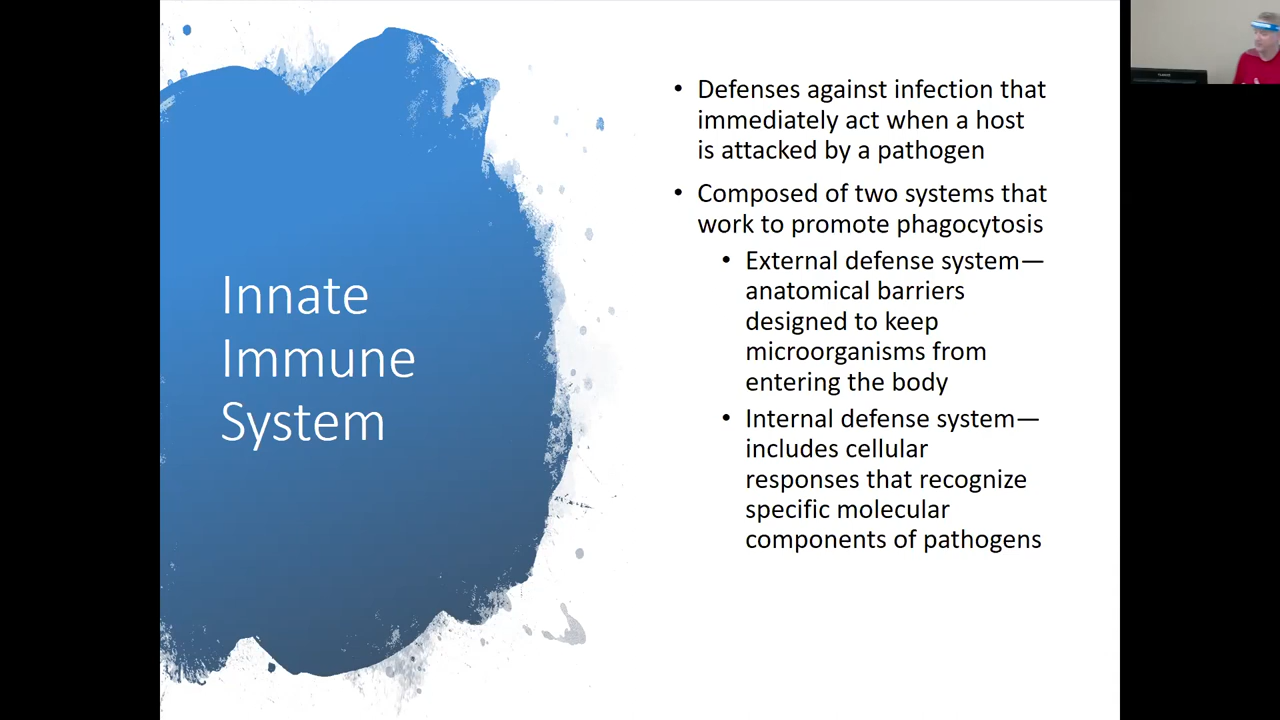 Innate
Immune
System
• Defenses against infection that
immediately act when a host
is attacked by a pathogen
• Composed of two systems that
work to promote phagocytosis
• External defense system—
anatomical barriers
designed to keep
microorganisms from
entering the body
• Internal defense system—
includes cellular
responses that recognize
specific molecular
components of pathogens